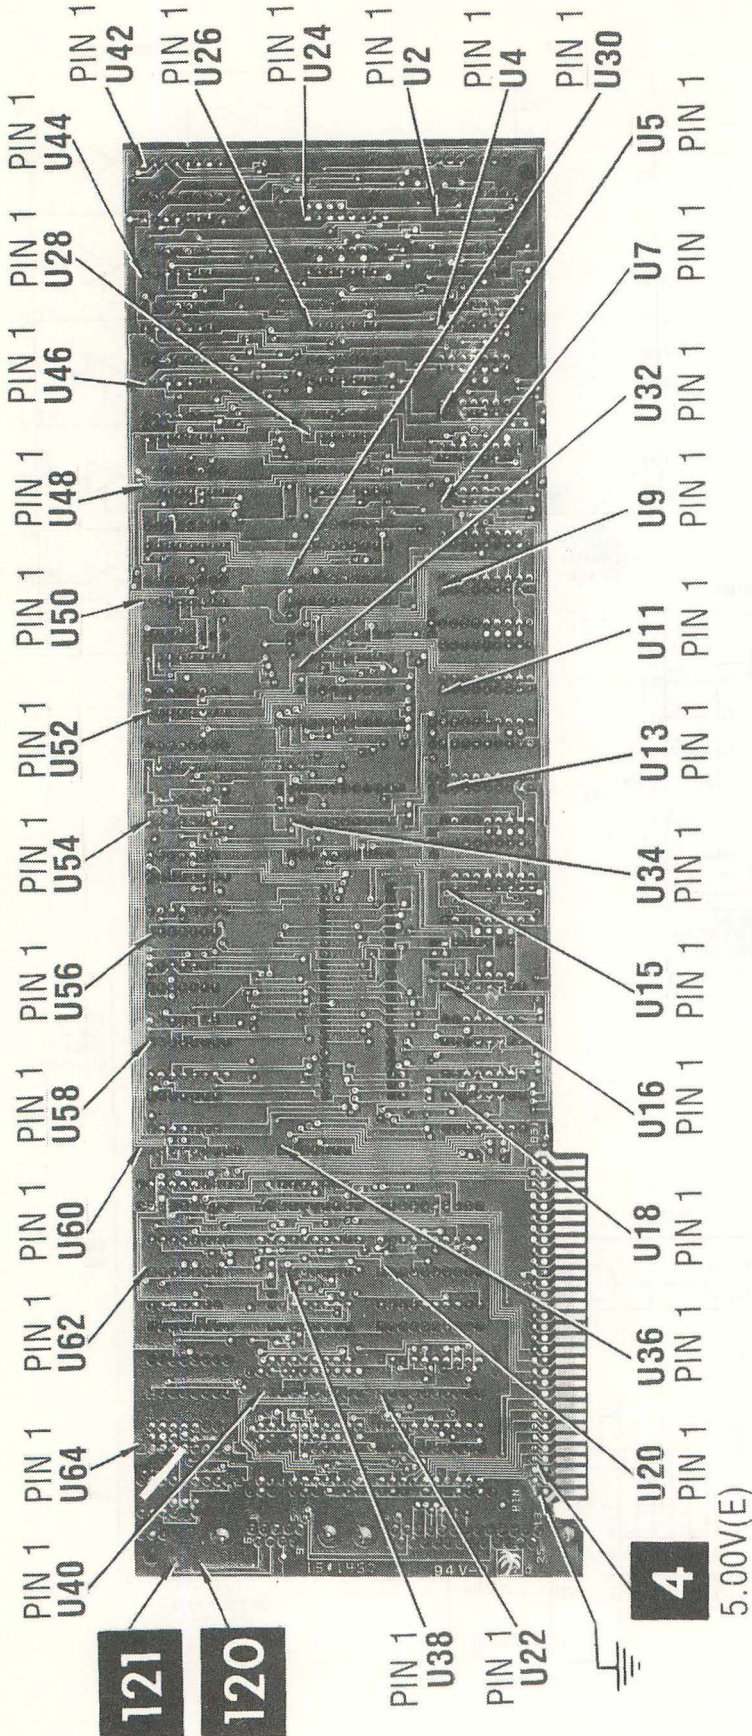 PIN 1
U40
PIN 1
U64
PIN 1
U62
PIN 1
U60
PIN 1
U58
PIN 1
U56
PIN 1
U54
PIN 1
U52
PIN 1
U50
PIN 1
U48
PIN 1
U46
PIN 1
U28
PIN 1
U44
PIN 1
U42
PIN 1
U26
PIN 1
U24
PIN 1
U2
PIN 1
U4
PIN 1
U30
121
120
PIN 1
U38
PIN 1
U22
94V-0
PIN
4
5.00V(E)
U20
PIN 1
U36
PIN 1
U18
PIN 1
U16
PIN 1
U15
PIN 1
U34
PIN 1
U13
PIN 1
U11
PIN 1
U9
PIN 1
U32
PIN 1
U7
PIN 1
U5
PIN 1